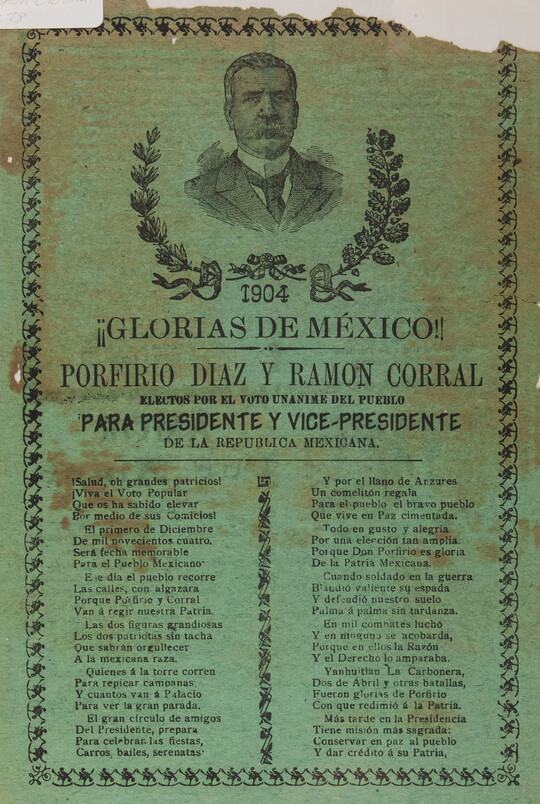 1904
¡¡GLORIAS DE MÉXICO!!
PORFIRIO DIAZ Y RAMON CORRAL
ELECTOS POR EL VOTO UNANIME DEL PUEBLO
PARA PRESIDENTE Y VICE-PRESIDENTE
DE LA REPUBLICA MEXICANA.
¡Salud, oh grandes patricios!
¡Viva el Voto Popular
Que os ha sabido elevar
Por medio de sus Comicios!
El primero de Diciembre
De mil novecientos cuatro,
Será fecha memorable
Para el Pueblo Mexicano
Ese día el pueblo recorre
Las calles, con algazara
Porque Porfirio y Corral
Van á regir nuestra Patria.
Las dos figuras grandiosas
Los dos patriotas sin tacha
Que sabrán orgullecer
A la mexicana raza.
Quienes á la torre corren
Para repicar campanas;
Y cuantos van á Palacio
Para ver la gran parada.
El gran círculo de amigos
Del Presidente, prepara
Para celebrar las fiestas,
Carros, bailes, serenatas
Y por el llano de Anzures
Un comelitón regala
Para el pueblo el bravo pueblo
Que vive en Paz cimentada.
Todo en gusto y alegría
Por una elección tan amplia.
Porque Don Porfirio es gloria
De la Patria Mexicana.
Cuando soldado en la guerra
Blandió valiente su espada
Y defendió nuestro suelo
Palma á palma sin tardanza.
En mil combates luchó
Y en ninguno se acobarda,
Porque en ellos la Razón
Y el Derecho lo amparaba.
Yanhuitlan La Carbonera,
Dos de Abril y otras batallas,
Fueron glorias de Porfirio
Con que redimió á la Patria.
Más tarde en la Presidencia
Tiene misión más sagrada:
Conservar en paz al pueblo
Y dar crédito á su Patria,